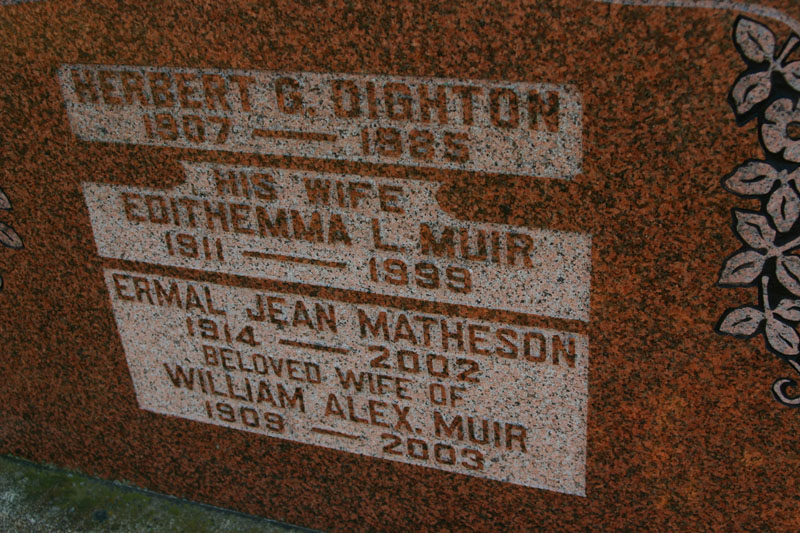 HERBERT G. DIGHTON
1907 — 1985
HIS WIFE
EDITHEMMA L. MUIR
1911 — 1999
ERMAL JEAN MATHESON
1914 — 2002
BELOVED WIFE OF
WILLIAM ALEX. MUIR
1909 — 2003